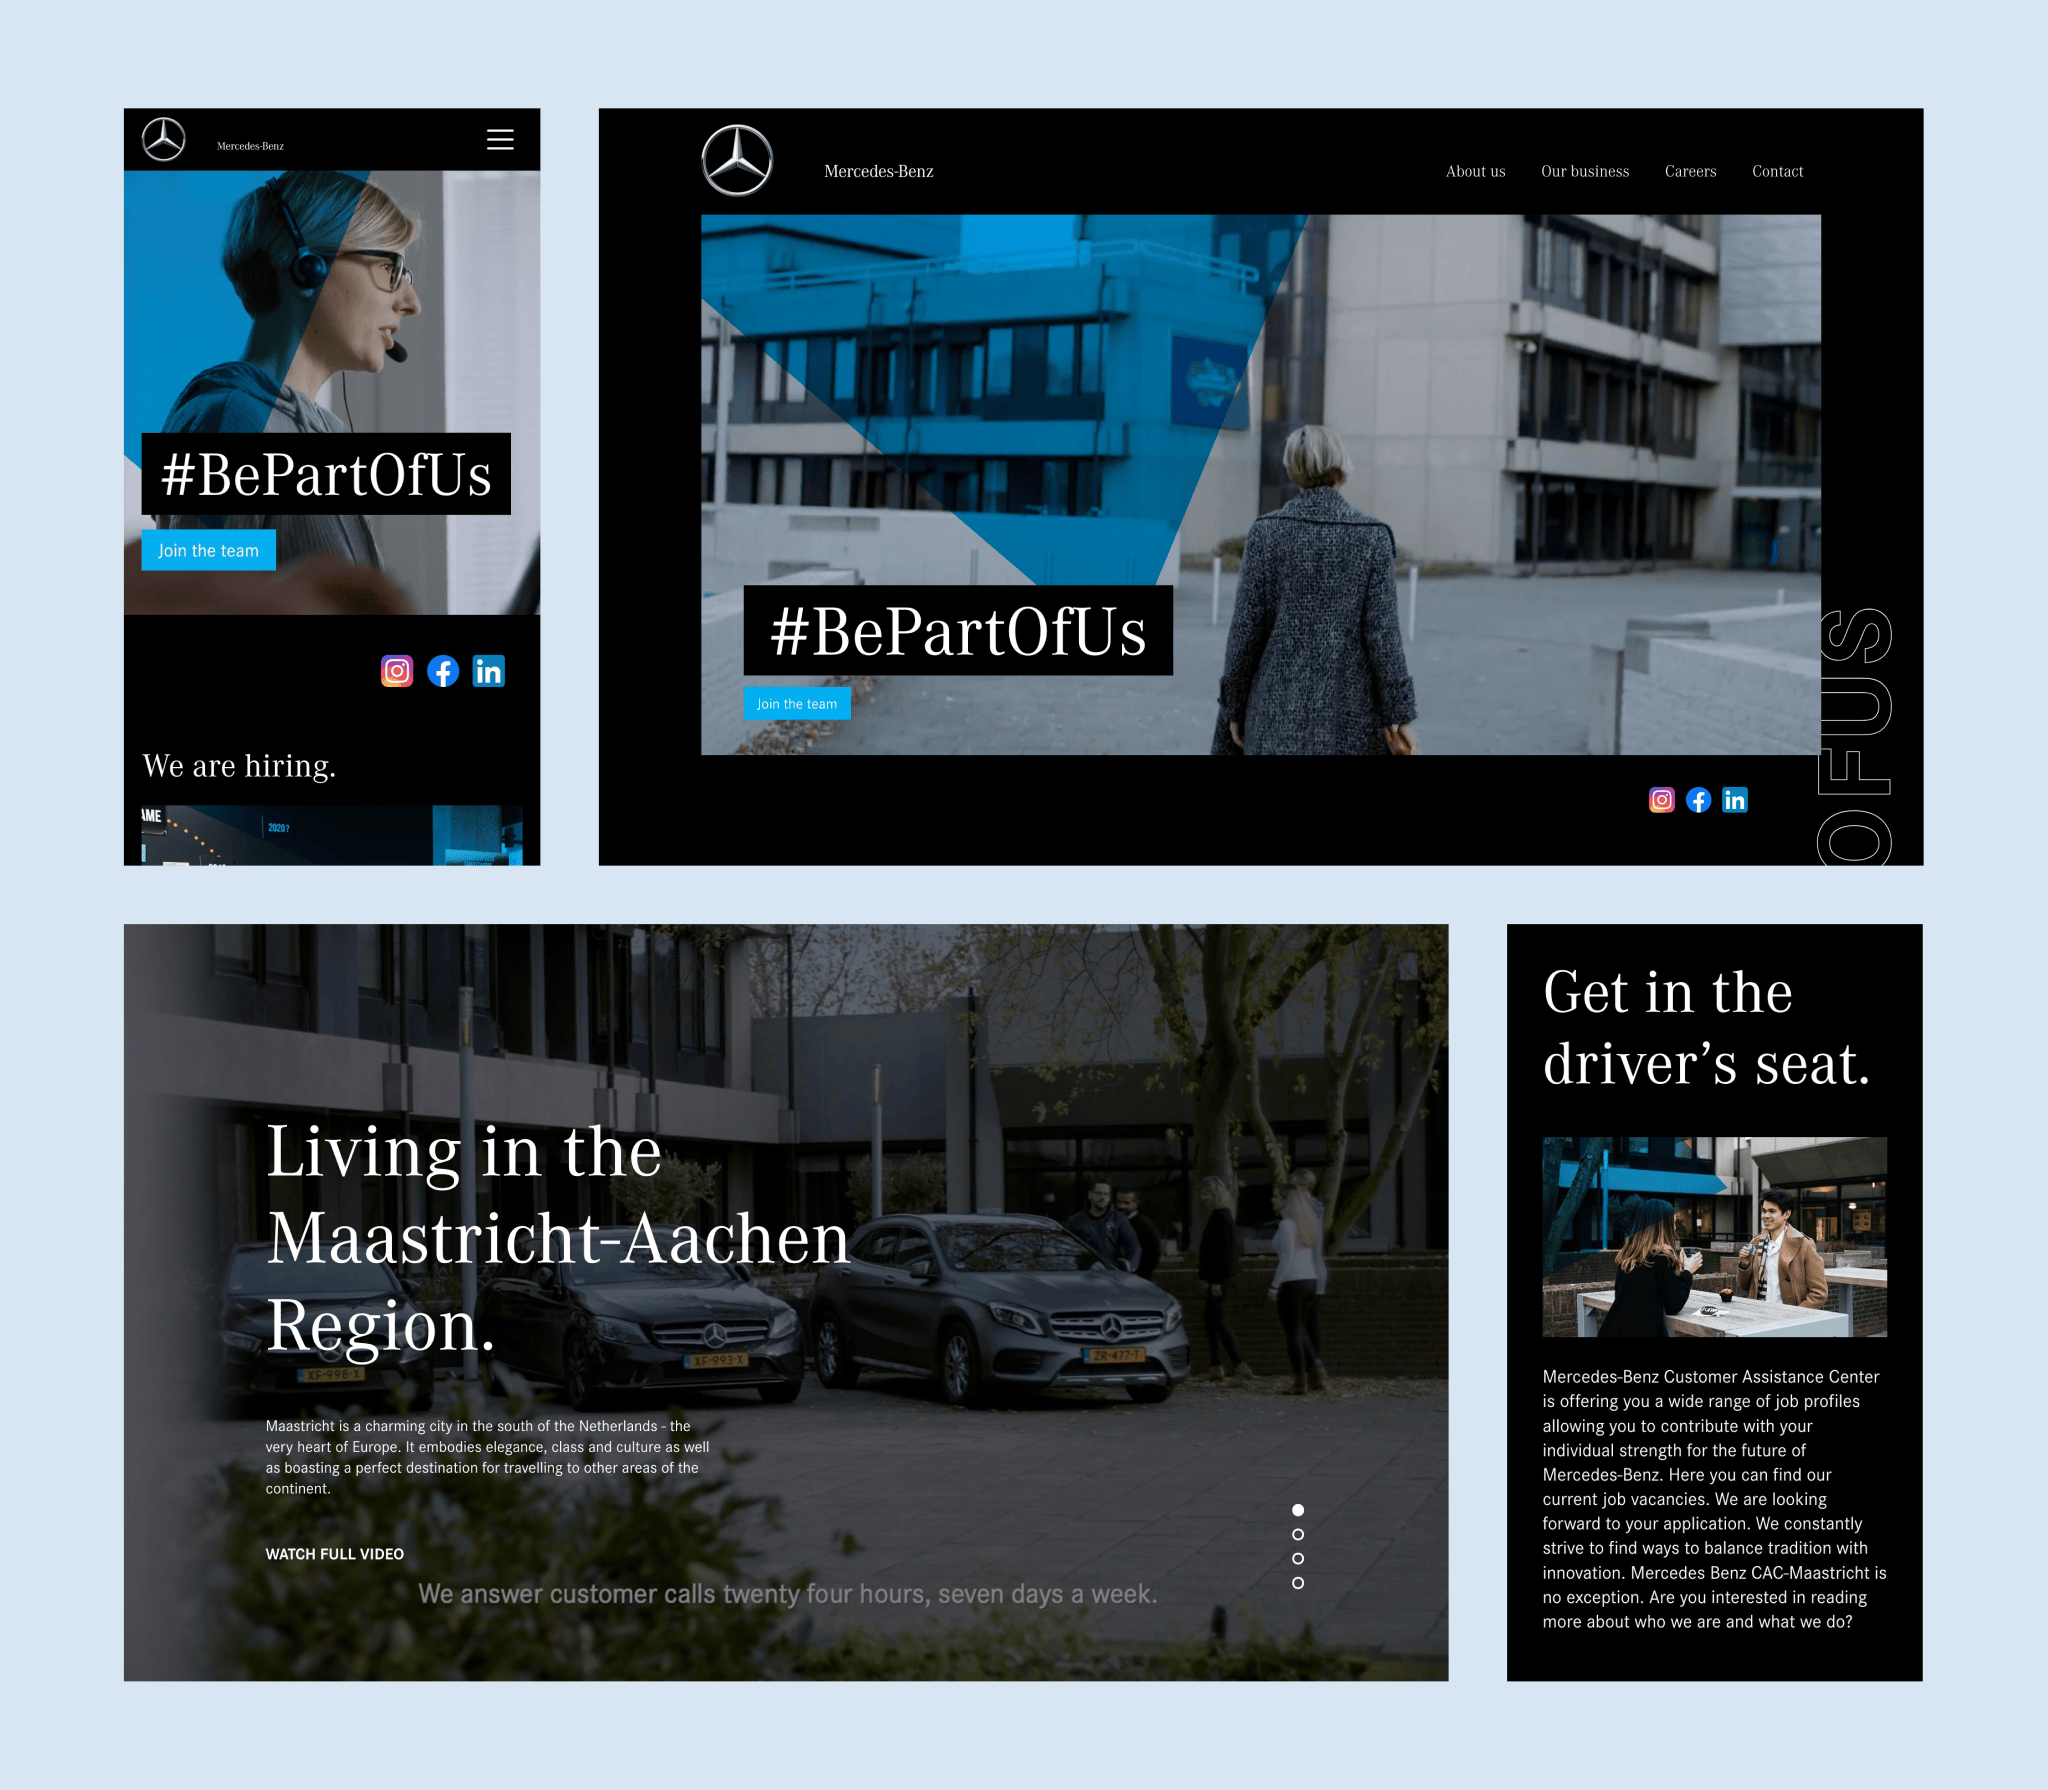 Mercedes-Benz
#BePartOfUs
Join the team
We are hiring.
AME
2020?
Mercedes-Benz
About us
Our business
Careers
Contact
#BePartOfUs
Join the team
OFUS
Living in the
Maastricht-Aachen
Region.
XF-998-X
XF-993-X
ZR-477-T
Maastricht is a charming city in the south of the Netherlands - the
very heart of Europe. It embodies elegance, class and culture as well
as boasting a perfect destination for travelling to other areas of the
continent.
WATCH FULL VIDEO
We answer customer calls twenty four hours, seven days a week.
Get in the
driver’s seat.
Mercedes-Benz Customer Assistance Center
is offering you a wide range of job profiles
allowing you to contribute with your
individual strength for the future of
Mercedes-Benz. Here you can find our
current job vacancies. We are looking
forward to your application. We constantly
strive to find ways to balance tradition with
innovation. Mercedes Benz CAC-Maastricht is
no exception. Are you interested in reading
more about who we are and what we do?